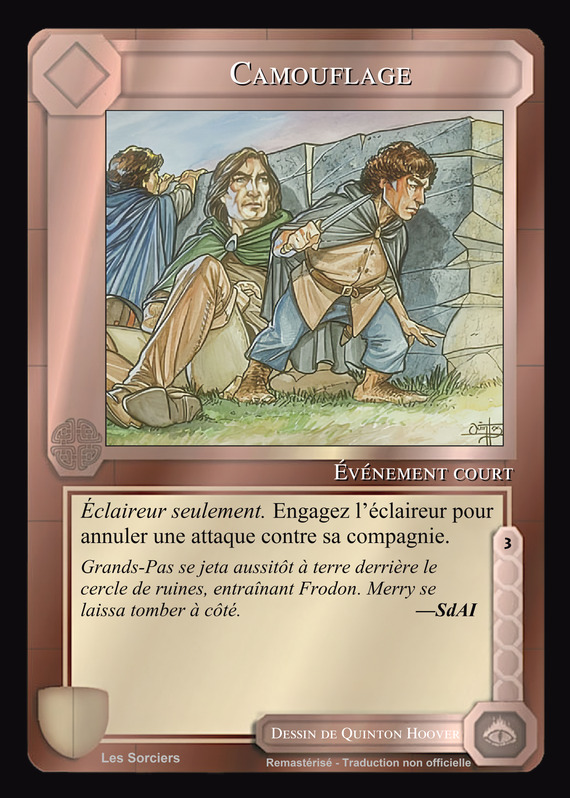 Camouflage
Quinton
Événement court
Éclaireur seulement. Engagez l'éclaireur pour
annuler une attaque contre sa compagnie.
3
Grands-Pas se jeta aussitôt à terre derrière le
cercle de ruines, entraînant Frodon. Merry se
laissa tomber à côté. —SdAI
Dessin de Quinton Hoover
Les Sorciers
Remastérisé - Traduction non officielle